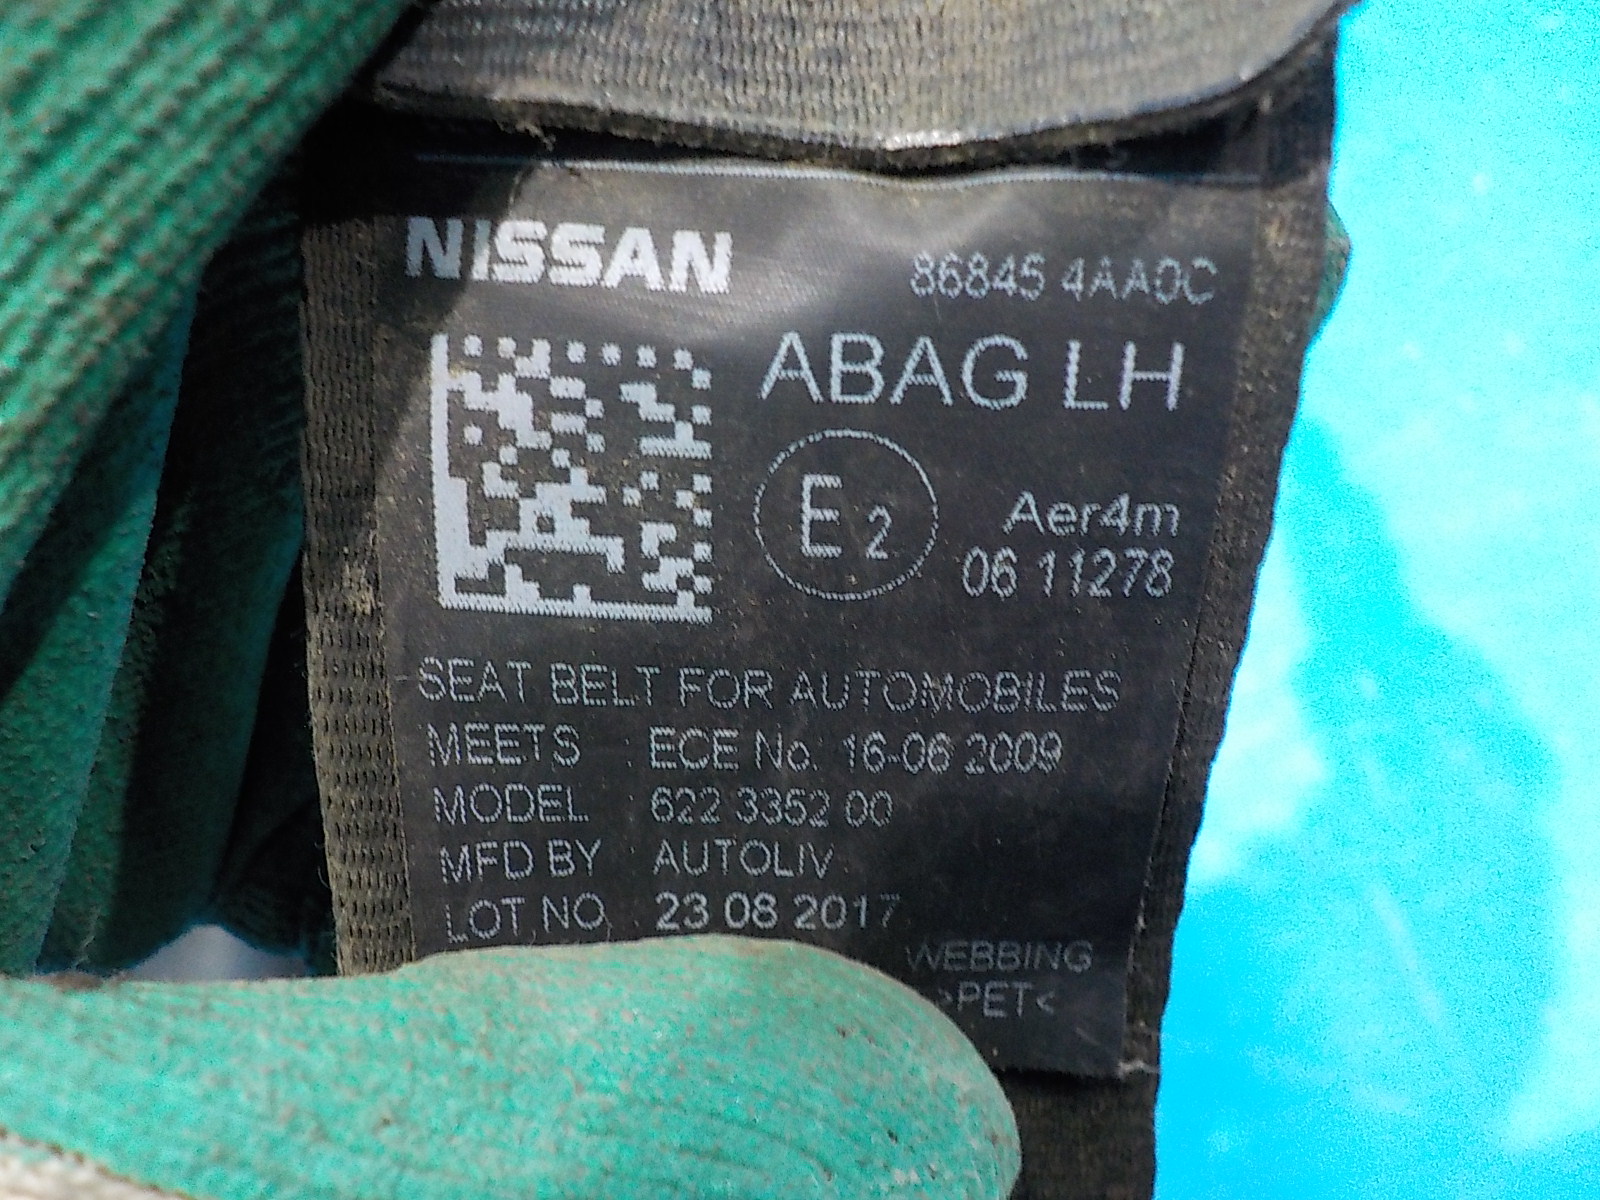 NISSAN
86845 4AA0C
ABAG LH
E2
Aer4m
06 11278
SEAT BELT FOR AUTOMOBILES
MEETS : ECE No. 16-06 2009
MODEL 622 3352 00
MFD BY AUTOLIV
LOT NO 23 08 2017
WEBBING
>PET<